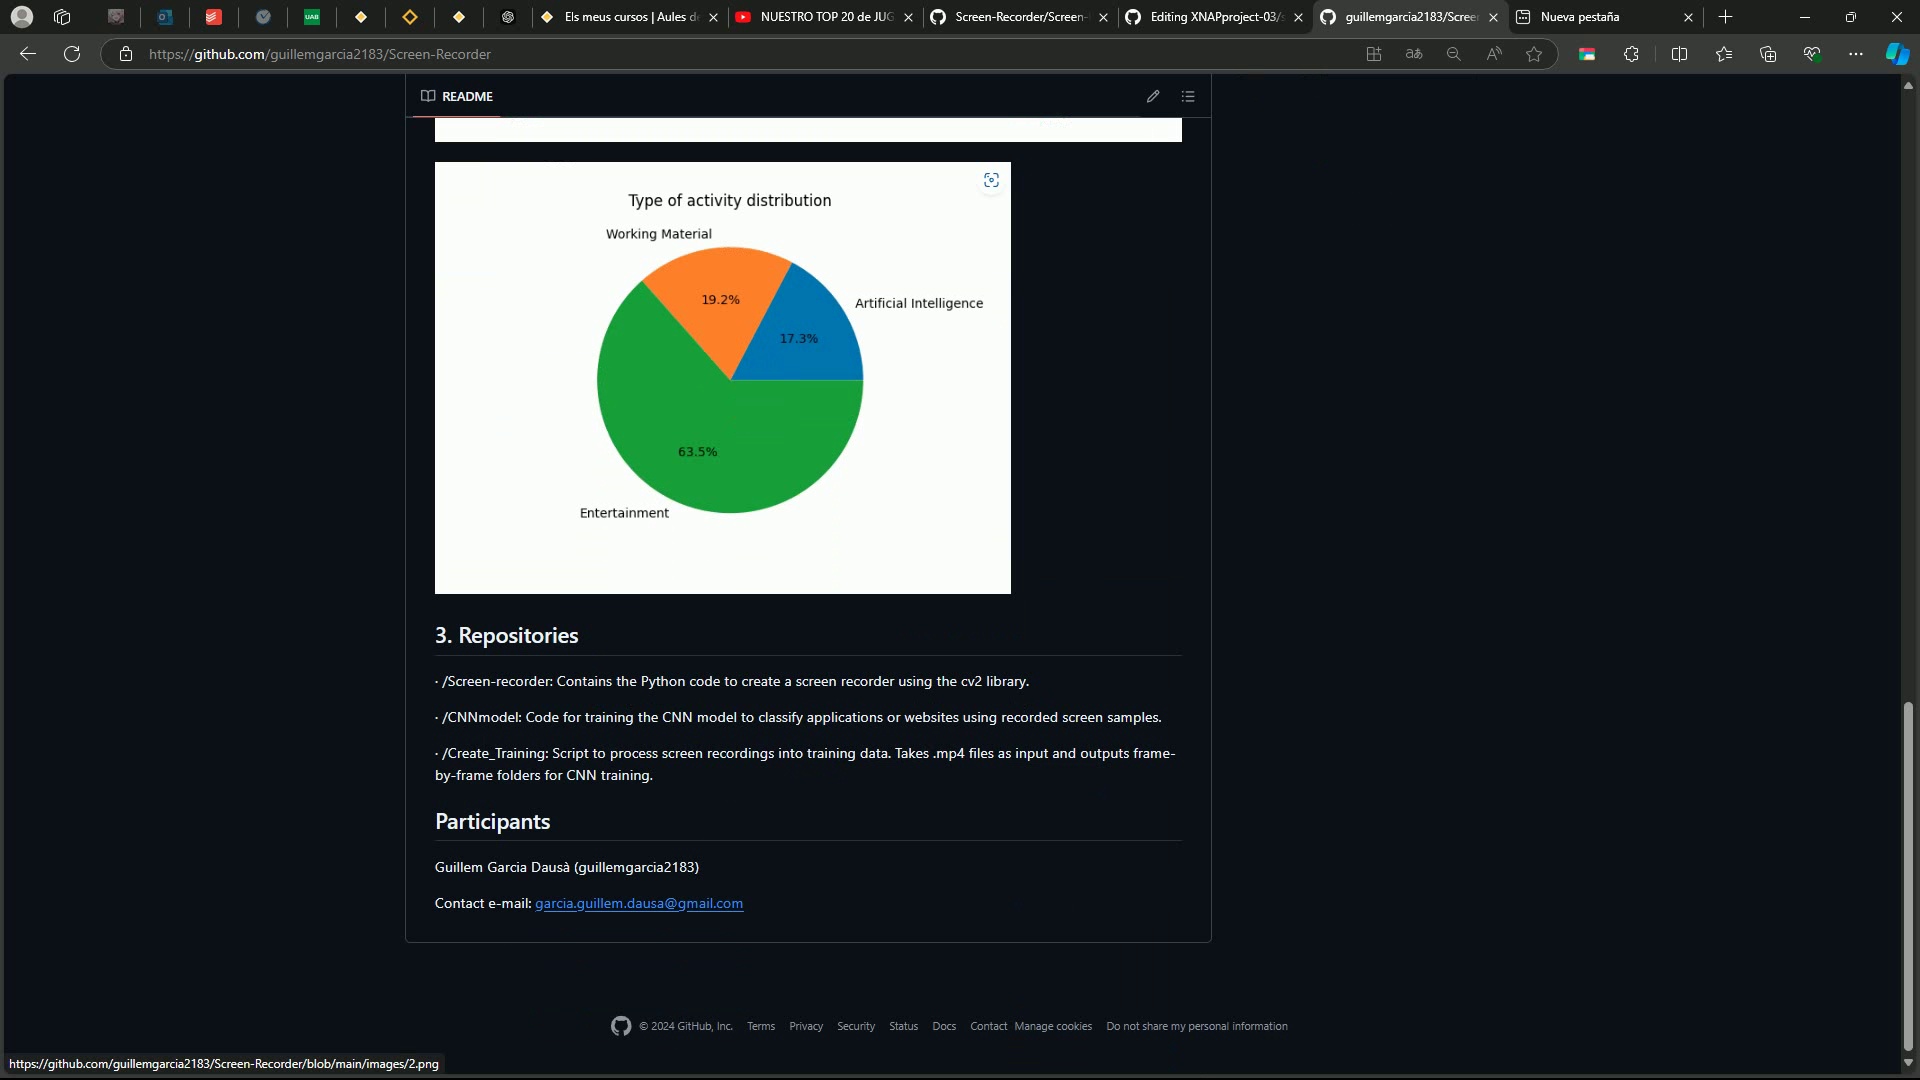 UAB
Els meus cursos | Aules d
NUESTRO TOP 20 de JUG
Screen-Recorder/Screen-
Editing XNAPproject-03/s
guillemgarcia2183/Screen
Nueva pestaña
https://github.com/guillemgarcia2183/Screen-Recorder
README
Type of activity distribution
Working Material
19.2%
Artificial Intelligence
17.3%
63.5%
Entertainment
3. Repositories
· /Screen-recorder: Contains the Python code to create a screen recorder using the cv2 library.
· /CNNmodel: Code for training the CNN model to classify applications or websites using recorded screen samples.
· /Create_Training: Script to process screen recordings into training data. Takes .mp4 files as input and outputs frame-
by-frame folders for CNN training.
Participants
Guillem Garcia Dausà (guillemgarcia2183)
Contact e-mail: garcia.guillem.dausa@gmail.com
© 2024 GitHub, Inc. Terms Privacy Security Status Docs Contact Manage cookies Do not share my personal information
https://github.com/guillemgarcia2183/Screen-Recorder/blob/main/images/2.png